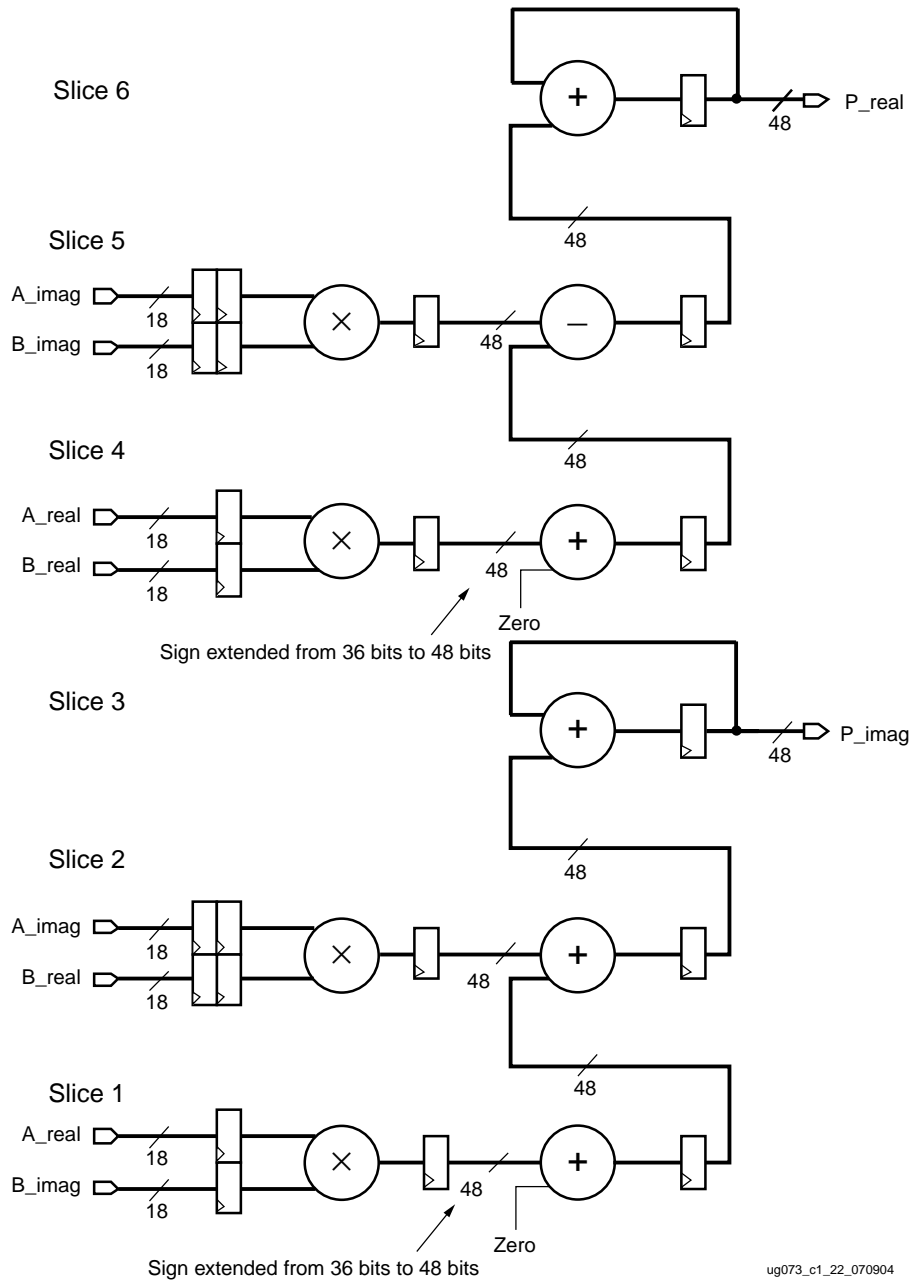 Slice 6
+
48
P_real
48
Slice 5
A_imag
18
B_imag
18
×
48
–
48
Slice 4
A_real
18
B_real
18
×
48
+
Zero
Sign extended from 36 bits to 48 bits
Slice 3
+
48
P_imag
48
Slice 2
A_imag
18
B_real
18
×
48
+
48
Slice 1
A_real
18
B_imag
18
×
48
+
Zero
Sign extended from 36 bits to 48 bits
ug073_c1_22_070904